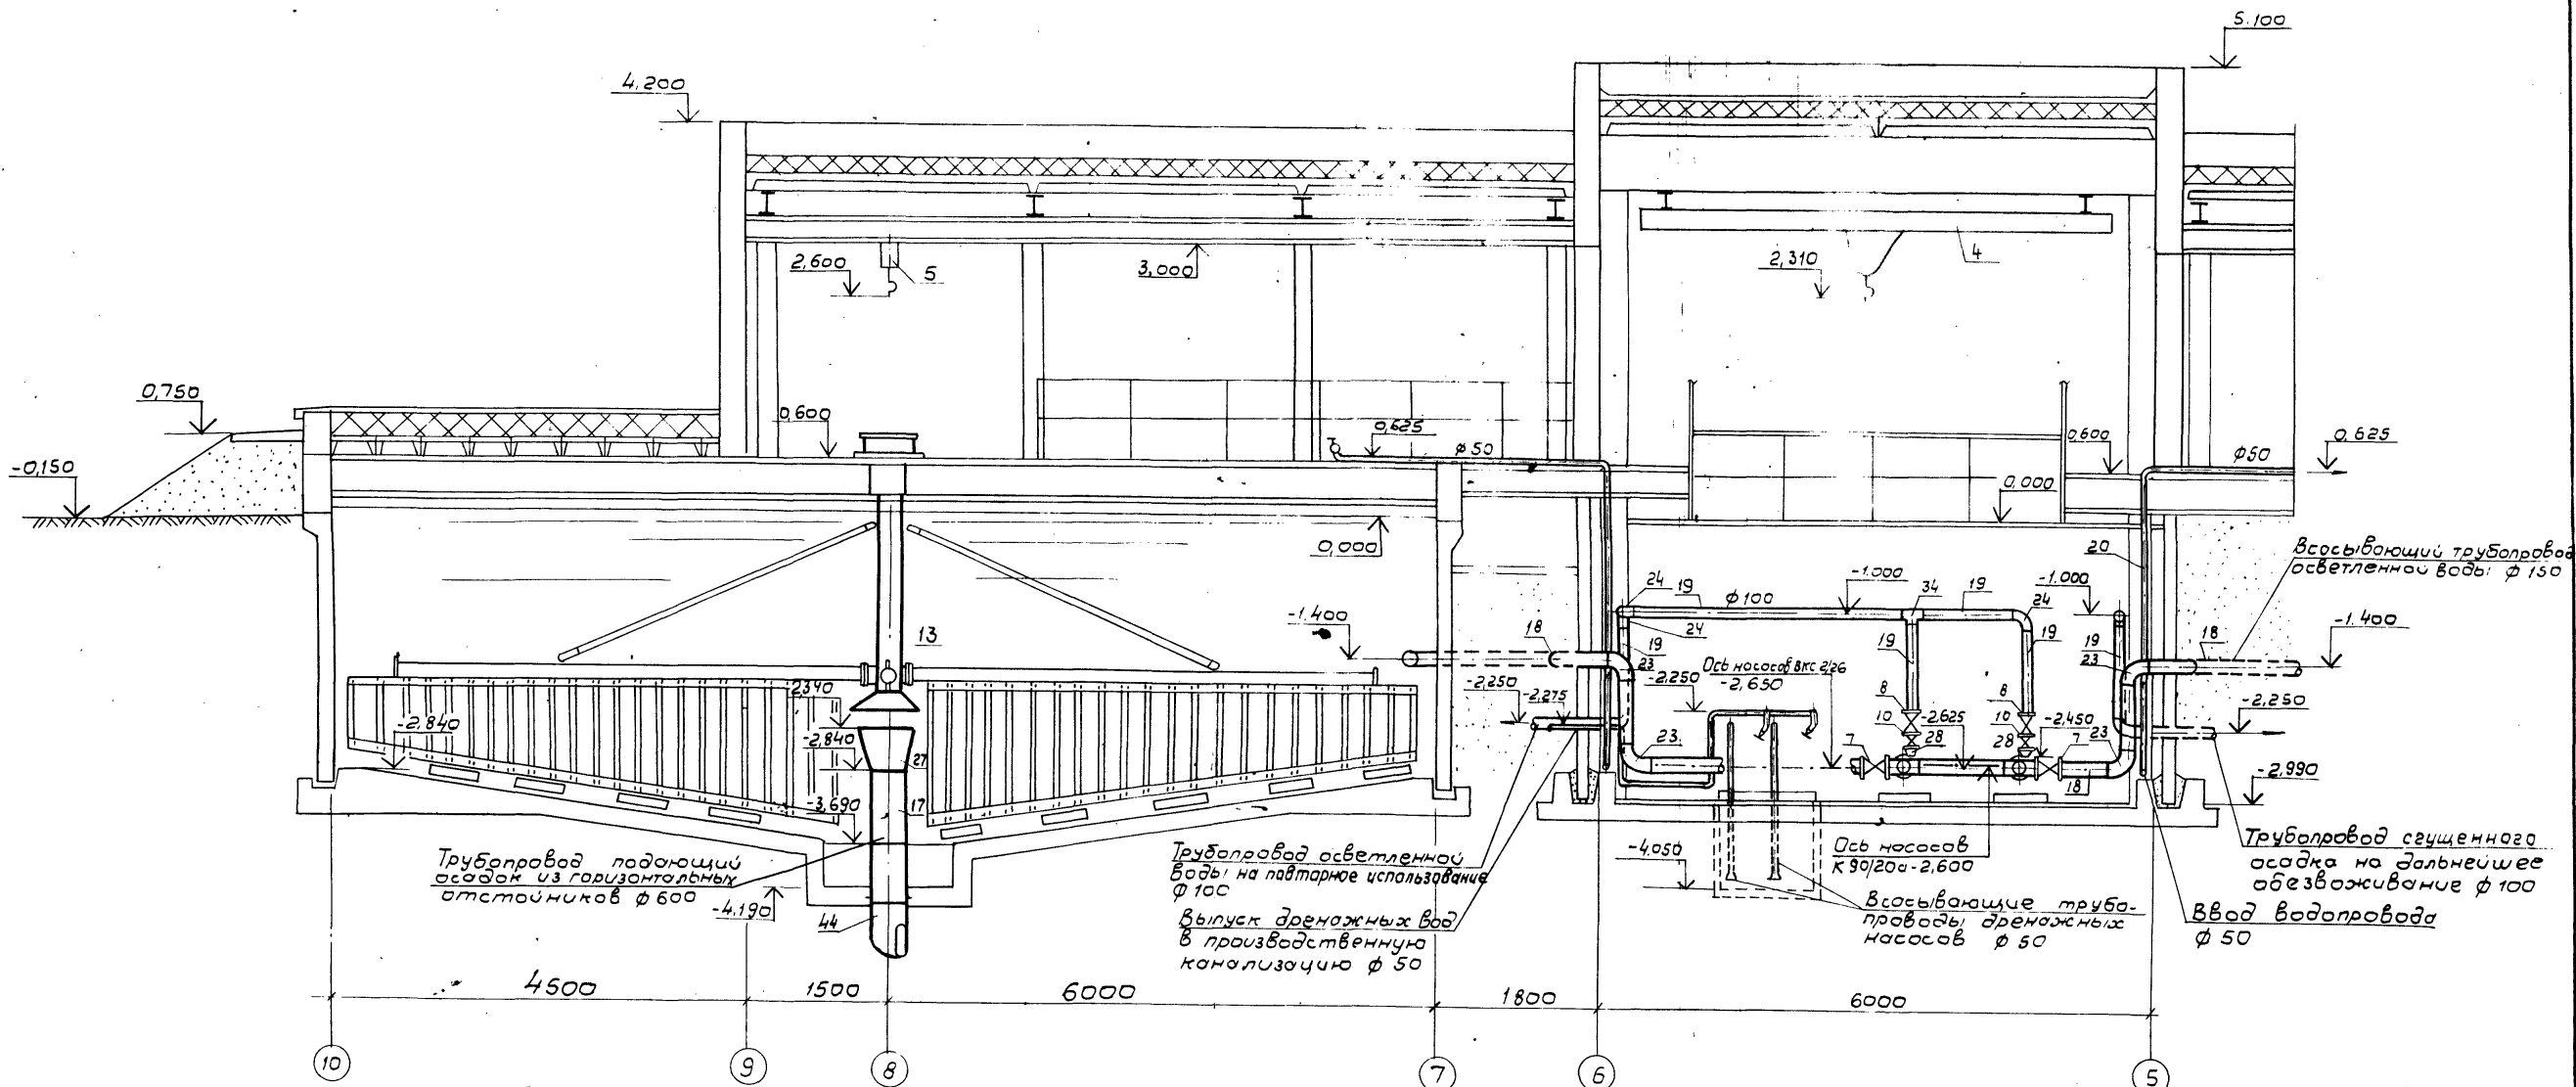 5.100
4.200
2,600
5
3,000
2,310
4
0,750
0,600
0,625
ф 50
0,600
ф50
0,625
-0,150
0,000
0,000
20
Всасывающий трубопровод
осветленной воды ф 150
24
19
ф 100
-1.000
34
19
-1.000
24
-1.400
18
24
19
19
19
18
-1.400
13
19
23
Ось насосов ВКС 2/26
-2,650
23
2,340
-2,250
-2,275
-2,250
8
8
-2,250
-2,840
10
-2,625
10
-2,450
-2,840
27
23
7
28
28
7
23
-2,990
-3,690
17
18
Трубопровод подающий
осадок из горизонтальных
отстойников ф 600
-4.190
44
Трубопровод осветленной
воды на повторное использование
ф 100
Выпуск дренажных вод
в производственную
канализацию ф 50
-4.050
Ось насосов
К 90/20а-2,600
Всасывающие трубо-
проводы дренажных
насосов ф 50
Трубопровод сгущенного
осадка на дальнейшее
обезвоживание ф 100
Ввод водопровода
ф 50
4500
1500
6000
1800
6000
10
9
8
7
6
5